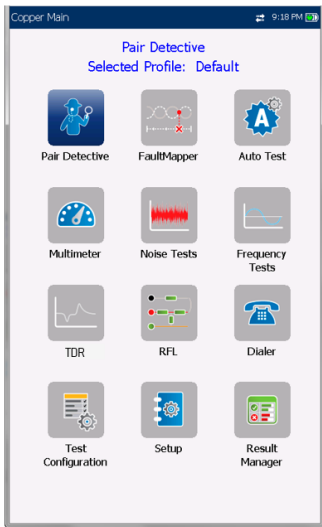 Copper Main
9:18 PM
Pair Detective
Selected Profile: Default
Pair Detective
FaultMapper
Auto Test
A
Multimeter
Noise Tests
Frequency
Tests
TDR
RFL
Dialer
Test
Configuration
Setup
Result
Manager